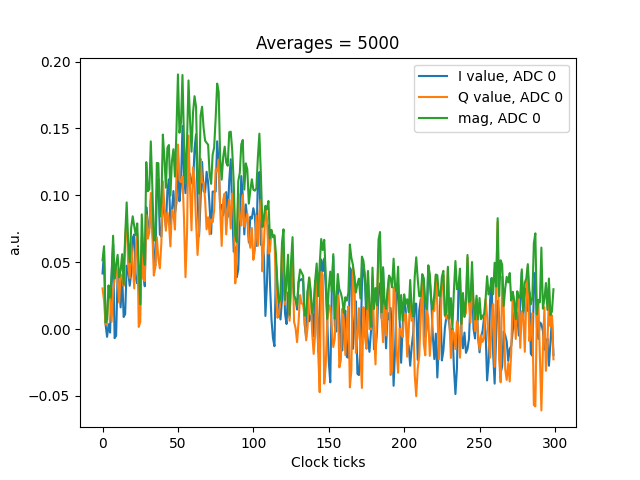 Averages = 5000
I value, ADC 0
Q value, ADC 0
mag, ADC 0
a.u.
0.20
0.15
0.10
0.05
0.00
−0.05
0 50 100 150 200 250 300
Clock ticks